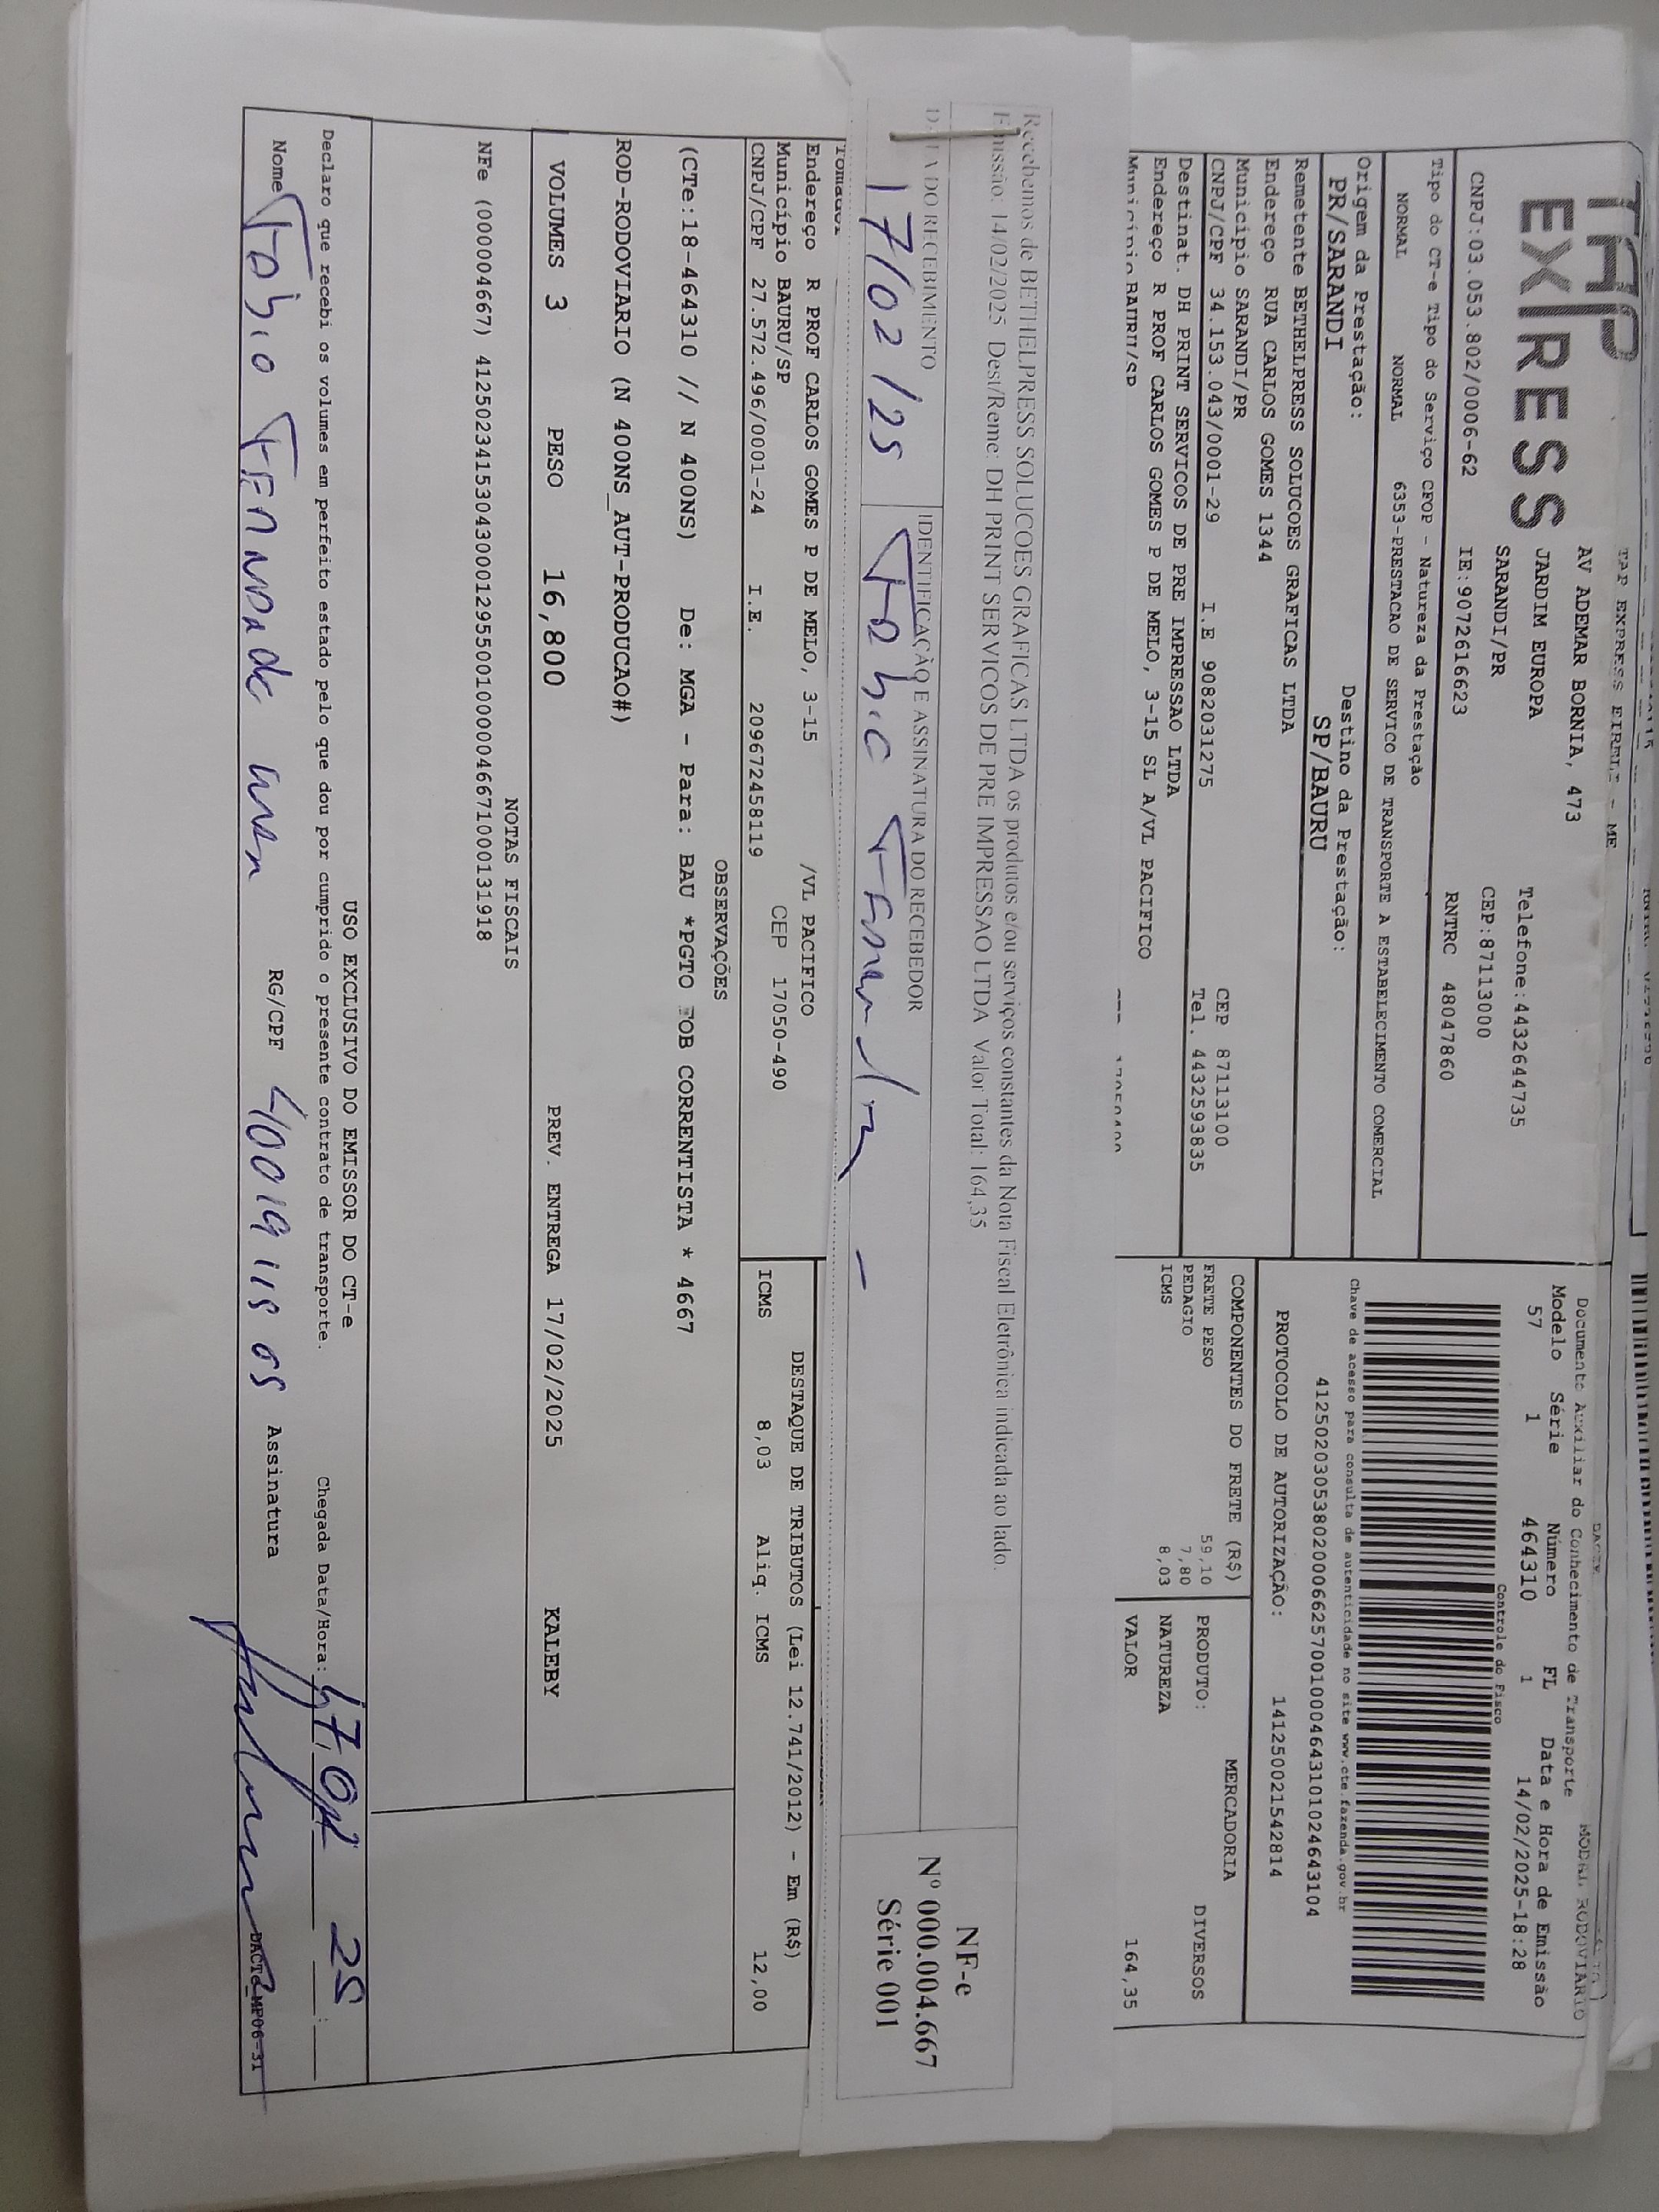 TAP EXPRESS EIRELI - ME
TAP
EXPRESS
AV ADEMAR BORNIA, 473
JARDIM EUROPA
SARANDI/PR
Telefone:4432644735
CEP:87113000
CNPJ:03.053.802/0006-62 IE:9072616623 RNTRC 48047860
Tipo do CT-e Tipo do Serviço CFOP - Natureza da Prestação
NORMAL NORMAL 6353-PRESTACAO DE SERVICO DE TRANSPORTE A ESTABELECIMENTO COMERCIAL
Origem da Prestação: Destino da Prestação:
PR/SARANDI SP/BAURU
Remetente BETHELPRESS SOLUCOES GRAFICAS LTDA
Endereço RUA CARLOS GOMES 1344
Município SARANDI/PR CEP 87113100
CNPJ/CPF 34.153.043/0001-29 I.E 9082031275 Tel. 4432593835
Destinat. DH PRINT SERVICOS DE PRE IMPRESSAO LTDA
Endereço R PROF CARLOS GOMES P DE MELO, 3-15 SL A/VL PACIFICO
Município BAURU/SP
DACTE
Documento Auxiliar do Conhecimento de Transporte
MODAL RODOVIARIO
Modelo Série Número FL Data e Hora de Emissão
57 1 464310 1 14/02/2025-18:28
Controle do Fisco
Chave de acesso para consulta de autenticidade no site www.cte.fazenda.gov.br
41250203053802000662570010004643101024643104
PROTOCOLO DE AUTORIZAÇÃO: 141250021542814
COMPONENTES DO FRETE (R$)
FRETE PESO 59,10
PEDAGIO 7,80
ICMS 8,03
MERCADORIA
PRODUTO: DIVERSOS
NATUREZA
VALOR 164,35
Recebemos de BETHELPRESS SOLUCOES GRAFICAS LTDA os produtos e/ou serviços constantes da Nota Fiscal Eletrônica indicada ao lado.
Emissão: 14/02/2025 Dest/Reme: DH PRINT SERVICOS DE PRE IMPRESSAO LTDA Valor Total: 164,35
DATA DO RECEBIMENTO IDENTIFICAÇÃO E ASSINATURA DO RECEBEDOR
17/02/25 Fabio
NF-e
Nº 000.004.667
Série 001
Tomador
Endereço R PROF CARLOS GOMES P DE MELO, 3-15 /VL PACIFICO
Município BAURU/SP CEP 17050-490
CNPJ/CPF 27.572.496/0001-24 I.E. 209672458119
DESTAQUE DE TRIBUTOS (Lei 12.741/2012) - Em (R$)
ICMS 8,03 Aliq. ICMS 12,00
OBSERVAÇÕES
(CTe:18-464310 // N 400NS) De: MGA - Para: BAU *PGTO FOB CORRENTISTA * 4667
ROD-RODOVIARIO (N 400NS_AUT-PRODUCAO#)
VOLUMES 3 PESO 16,800 PREV. ENTREGA 17/02/2025 KALEBY
NOTAS FISCAIS
NFe (000004667) 41250234153043000129550010000046671000131918
USO EXCLUSIVO DO EMISSOR DO CT-e
Declaro que recebi os volumes em perfeito estado pelo que dou por cumprido o presente contrato de transporte. Chegada Data/Hora: 17 02 25
Nome Fabio RG/CPF Assinatura
DACTe_MP06-31